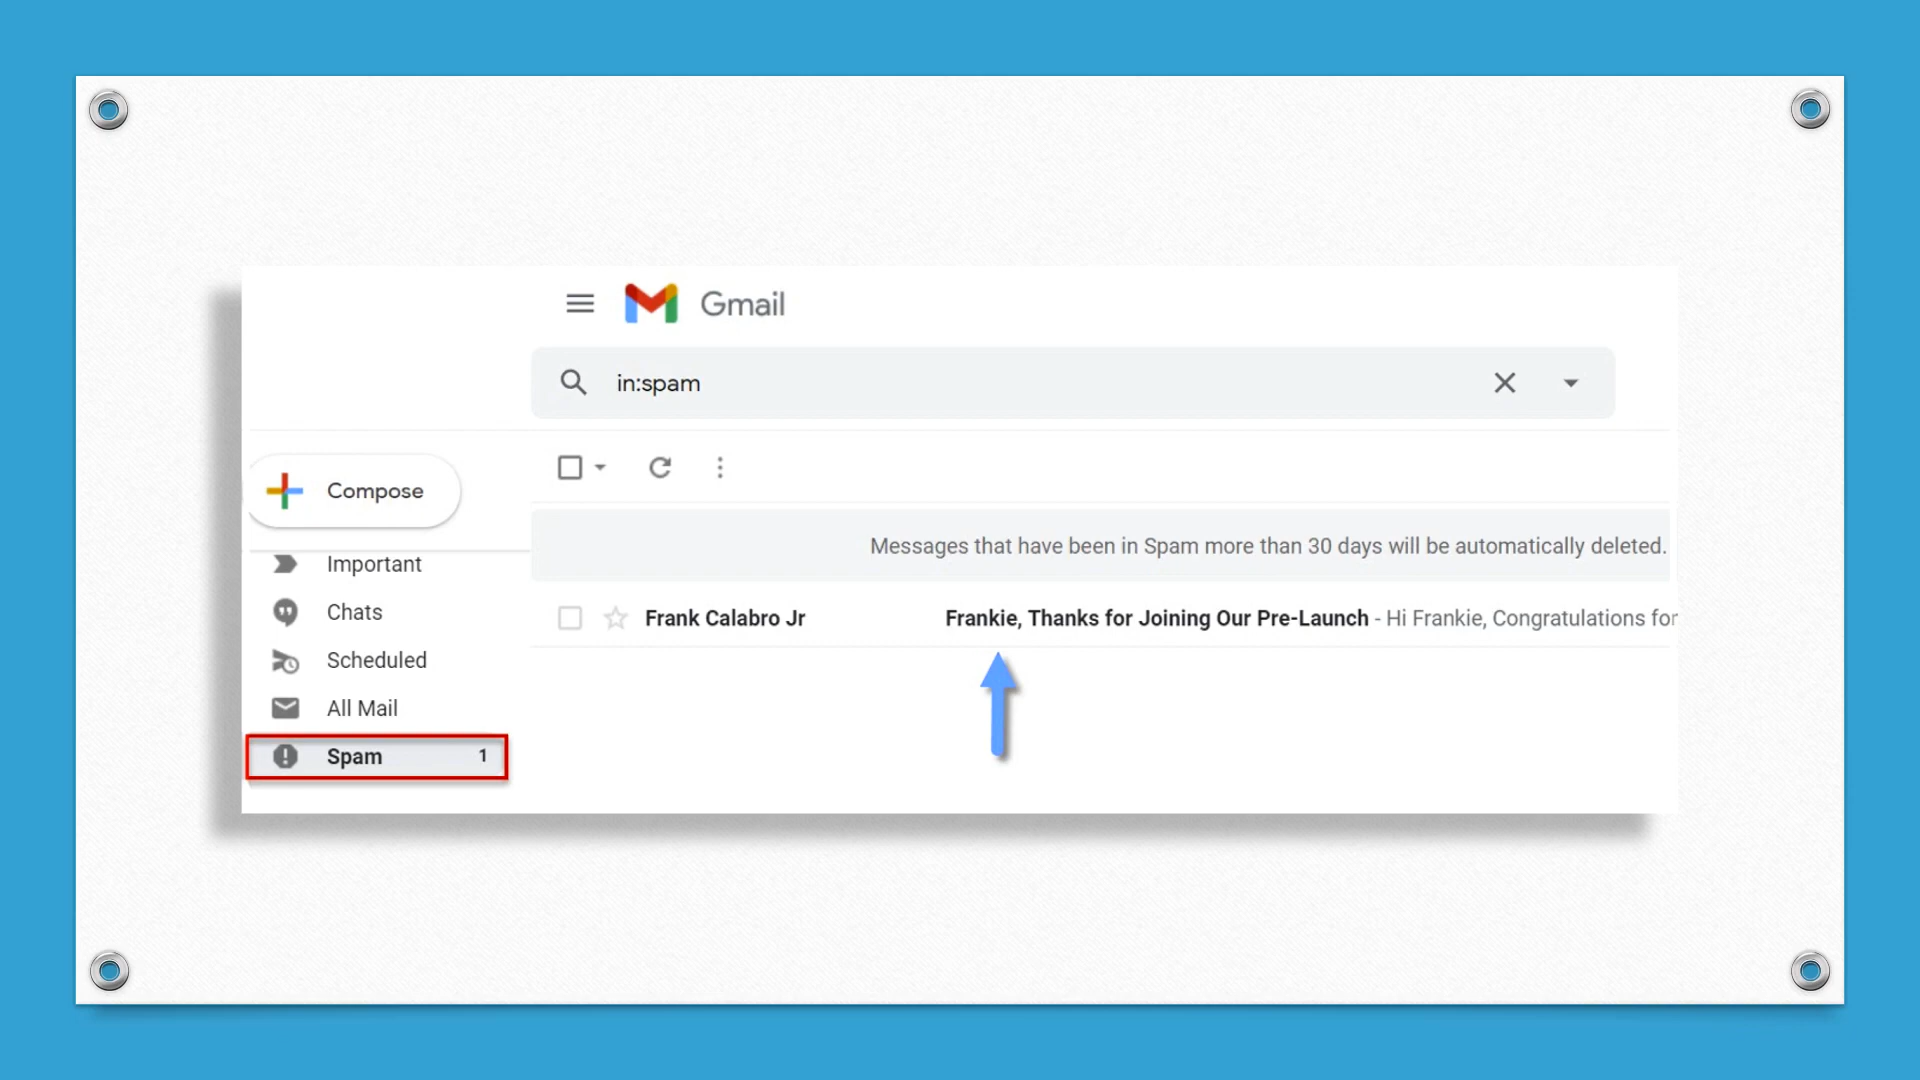 Gmail
in:spam
Compose
Messages that have been in Spam more than 30 days will be automatically deleted.
Important
Frank Calabro Jr Frankie, Thanks for Joining Our Pre-Launch - Hi Frankie, Congratulations for
Chats
Scheduled
All Mail
Spam 1